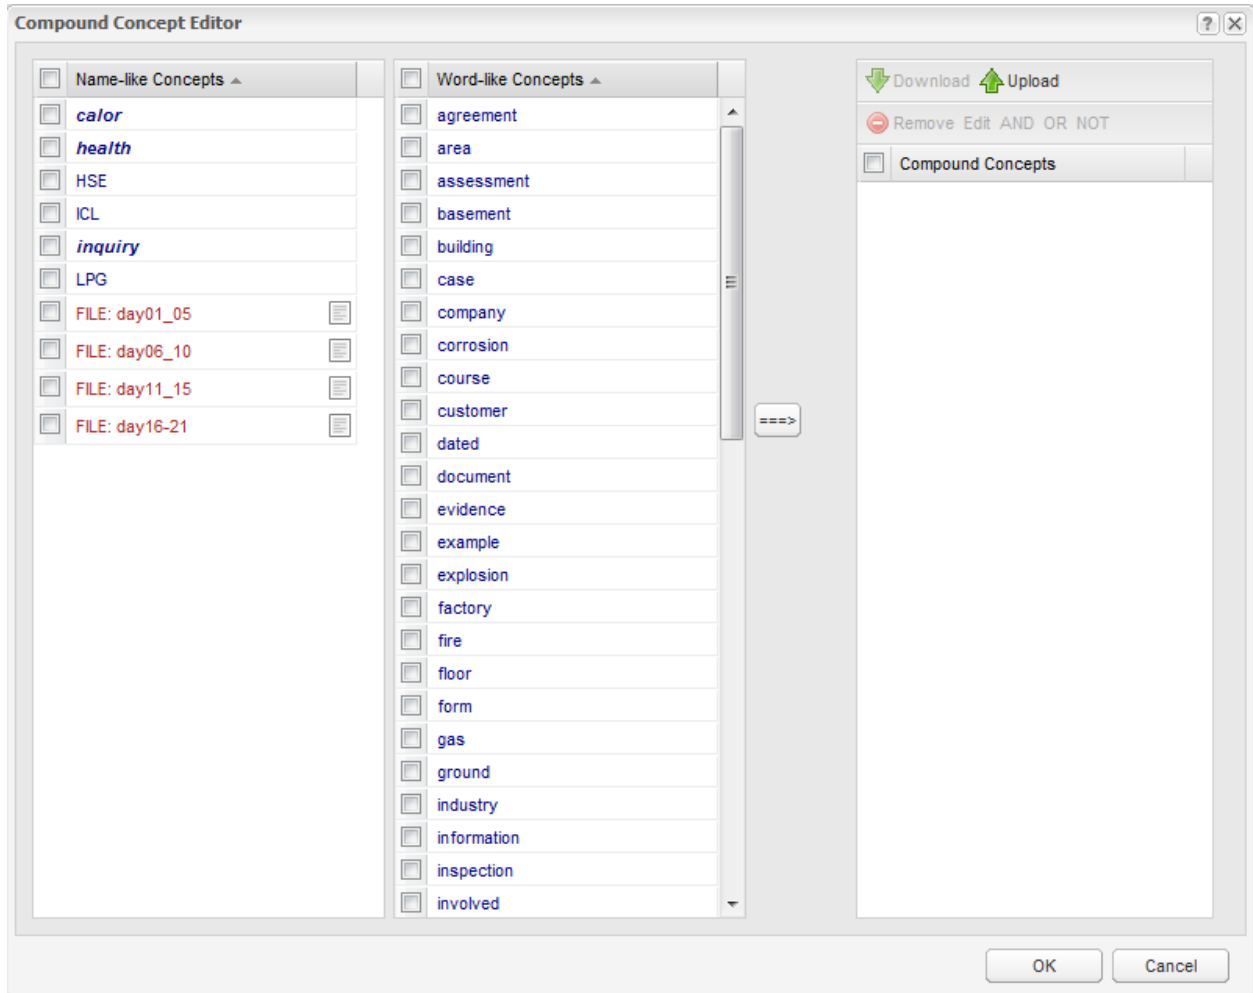 Compound Concept Editor
Name-like Concepts
calor
health
HSE
ICL
inquiry
LPG
FILE: day01_05
FILE: day06_10
FILE: day11_15
FILE: day16-21
Word-like Concepts
agreement
area
assessment
basement
building
case
company
corrosion
course
customer
dated
document
evidence
example
explosion
factory
fire
floor
form
gas
ground
industry
information
inspection
involved
===>
Download Upload
Remove Edit AND OR NOT
Compound Concepts
OK Cancel